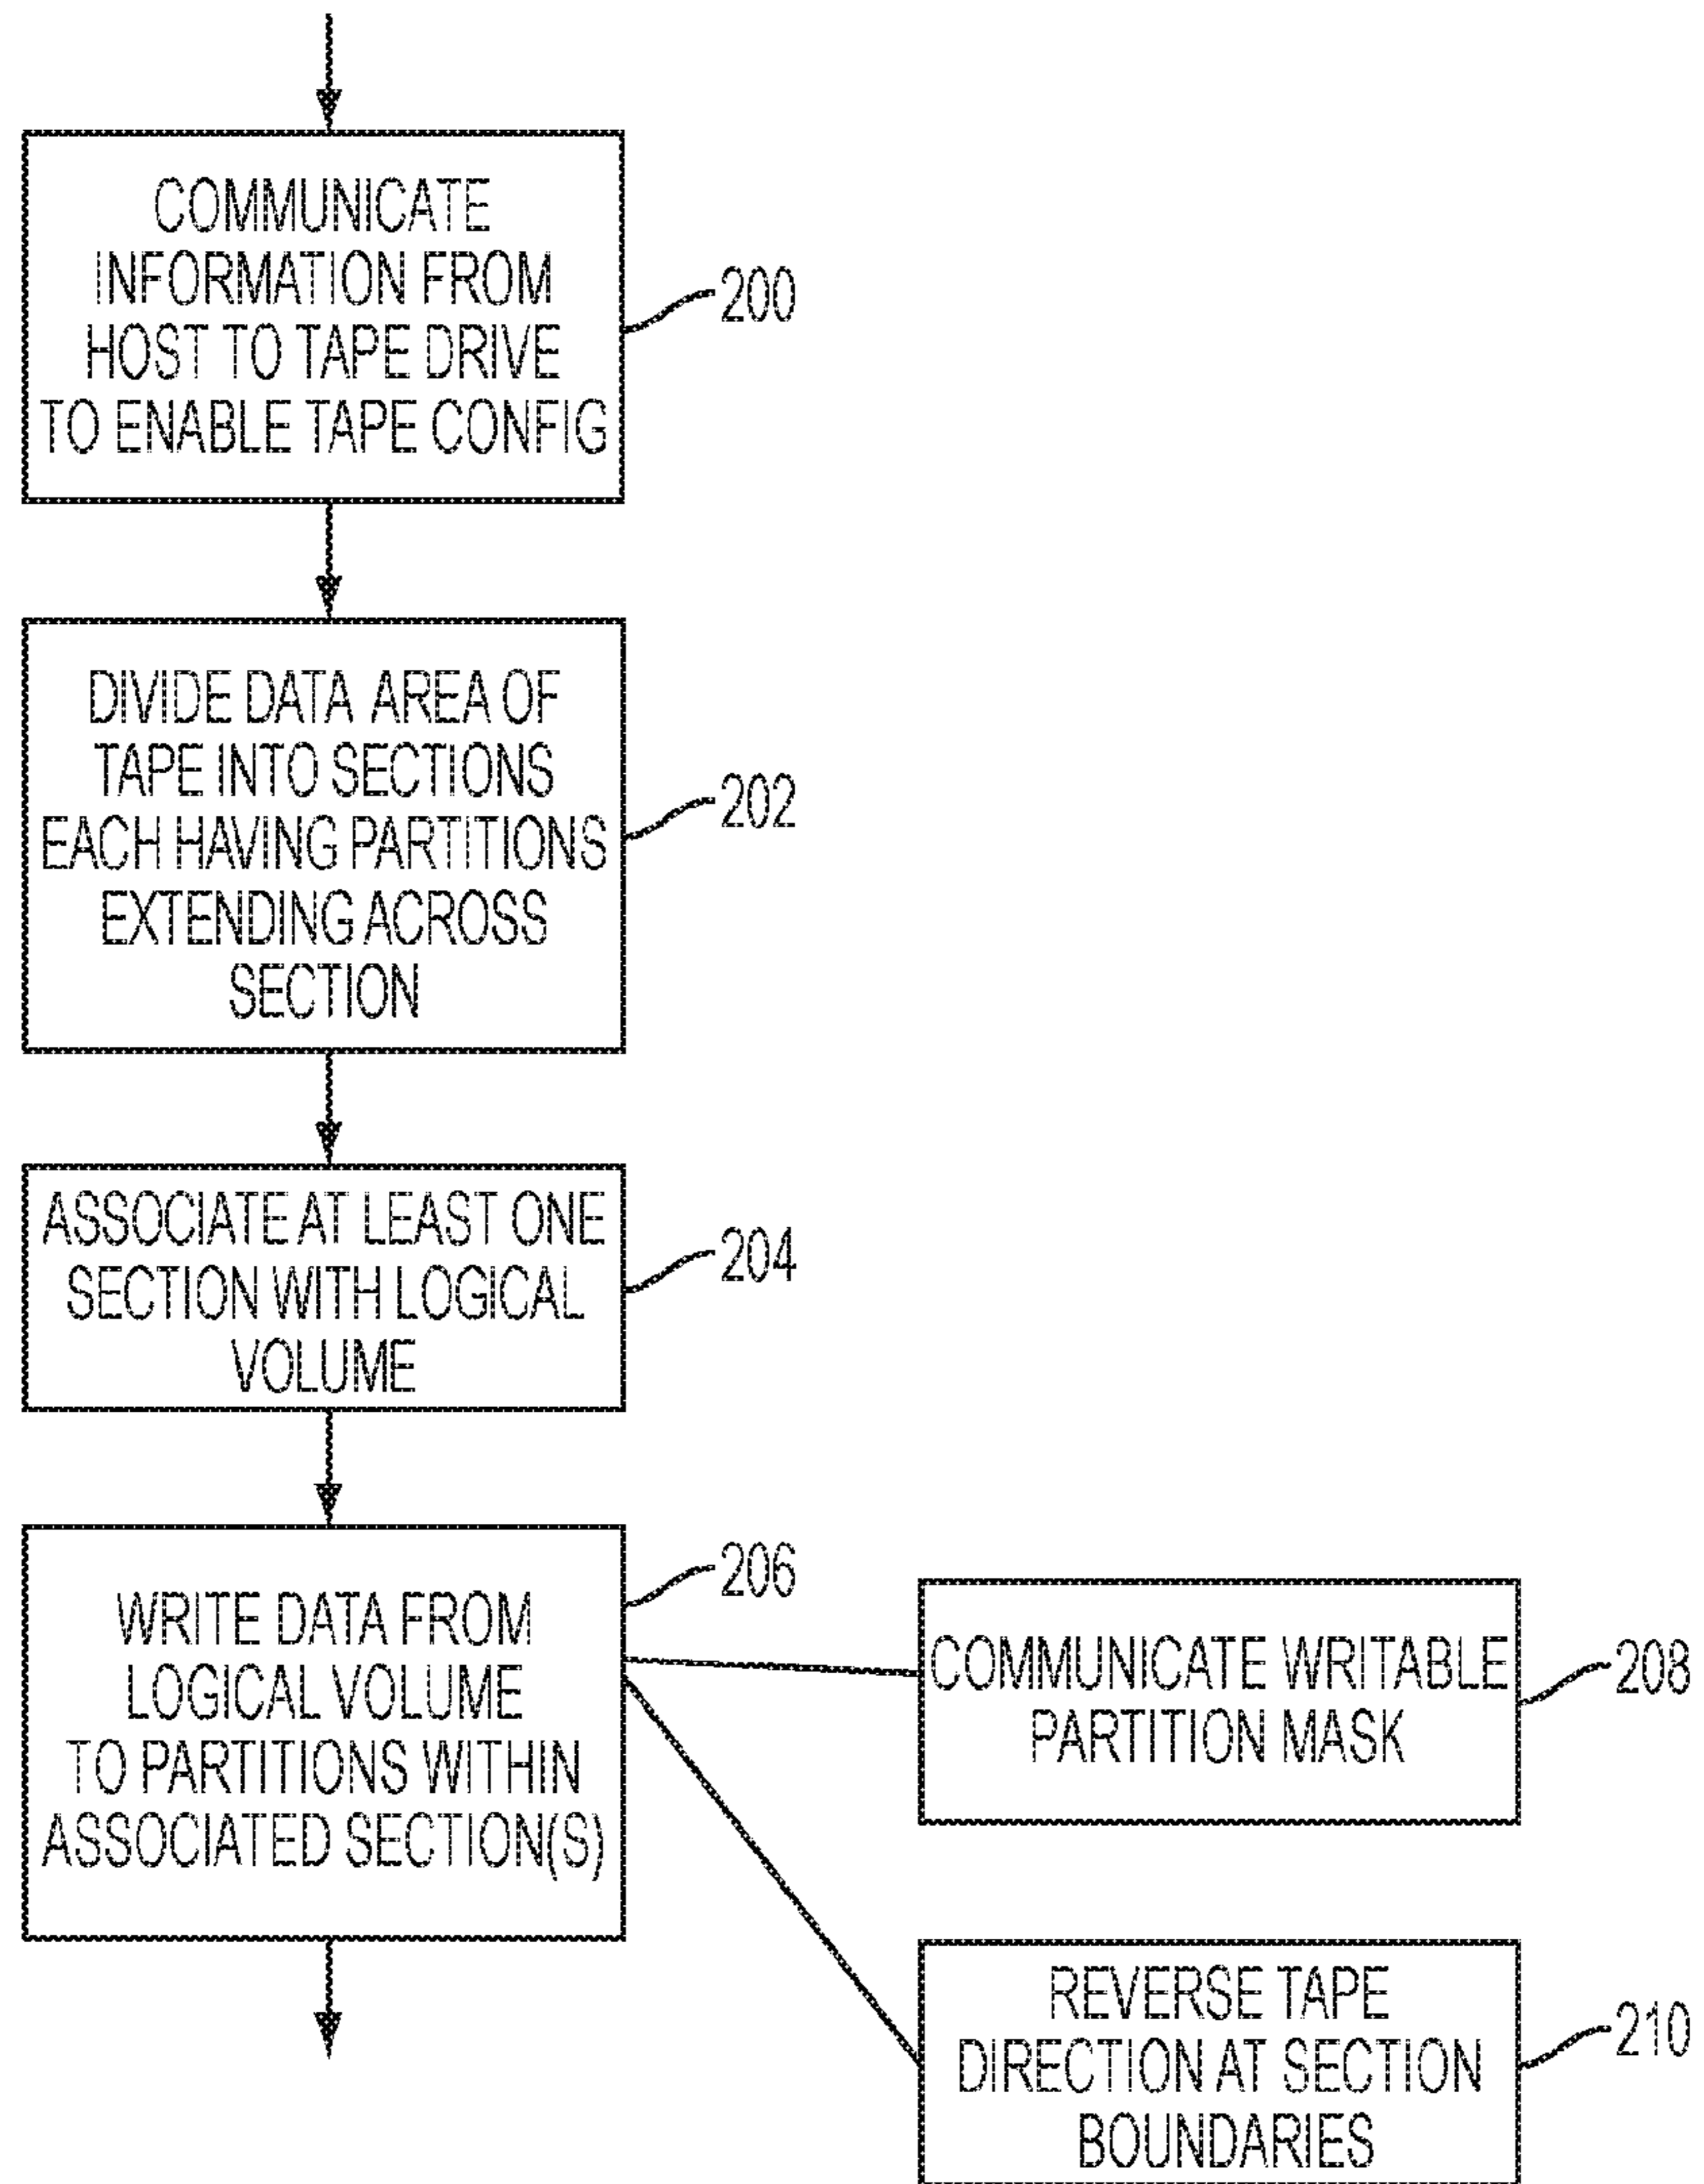 COMMUNICATE
INFORMATION FROM
HOST TO TAPE DRIVE
TO ENABLE TAPE CONFIG
200
DIVIDE DATA AREA OF
TAPE INTO SECTIONS
EACH HAVING PARTITIONS
EXTENDING ACROSS
SECTION
202
ASSOCIATE AT LEAST ONE
SECTION WITH LOGICAL
VOLUME
204
WRITE DATA FROM
LOGICAL VOLUME
TO PARTITIONS WITHIN
ASSOCIATED SECTION(S)
206
COMMUNICATE WRITABLE
PARTITION MASK
208
REVERSE TAPE
DIRECTION AT SECTION
BOUNDARIES
210